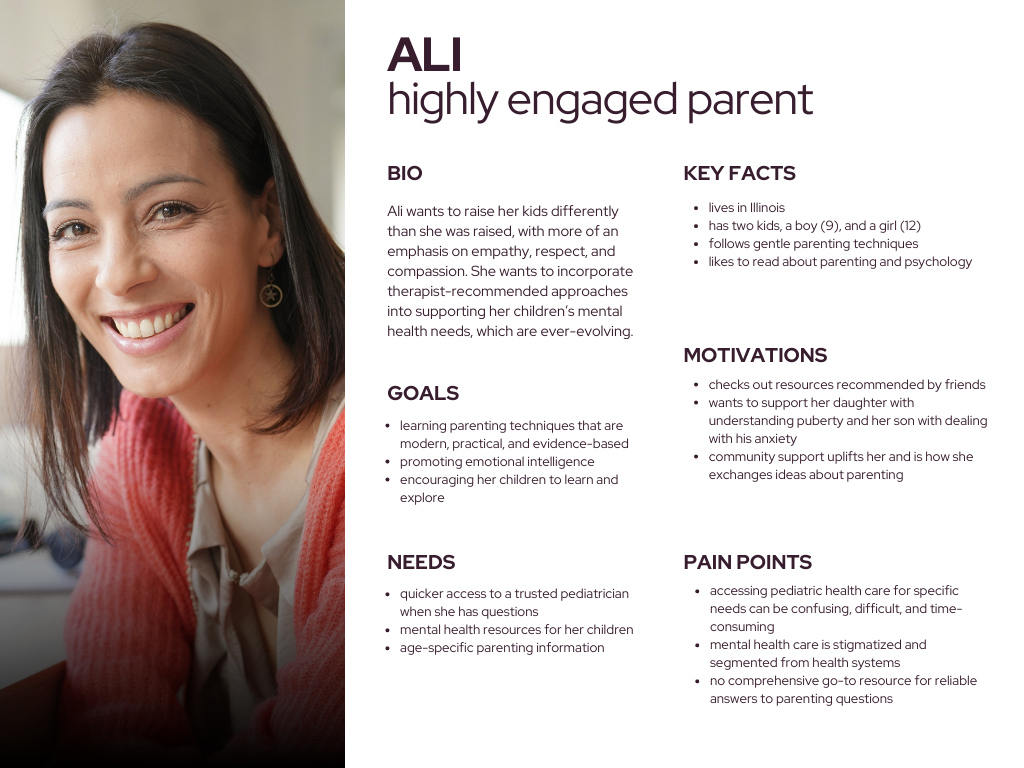 ALI
highly engaged parent
BIO
Ali wants to raise her kids differently
than she was raised, with more of an
emphasis on empathy, respect, and
compassion. She wants to incorporate
therapist-recommended approaches
into supporting her children's mental
health needs, which are ever-evolving.
GOALS
• learning parenting techniques that are
modern, practical, and evidence-based
• promoting emotional intelligence
• encouraging her children to learn and
explore
NEEDS
• quicker access to a trusted pediatrician
when she has questions
• mental health resources for her children
• age-specific parenting information
KEY FACTS
• lives in Illinois
• has two kids, a boy (9), and a girl (12)
• follows gentle parenting techniques
• likes to read about parenting and psychology
MOTIVATIONS
• checks out resources recommended by friends
• wants to support her daughter with
understanding puberty and her son with dealing
with his anxiety
• community support uplifts her and is how she
exchanges ideas about parenting
PAIN POINTS
• accessing pediatric health care for specific
needs can be confusing, difficult, and time-
consuming
• mental health care is stigmatized and
segmented from health systems
• no comprehensive go-to resource for reliable
answers to parenting questions